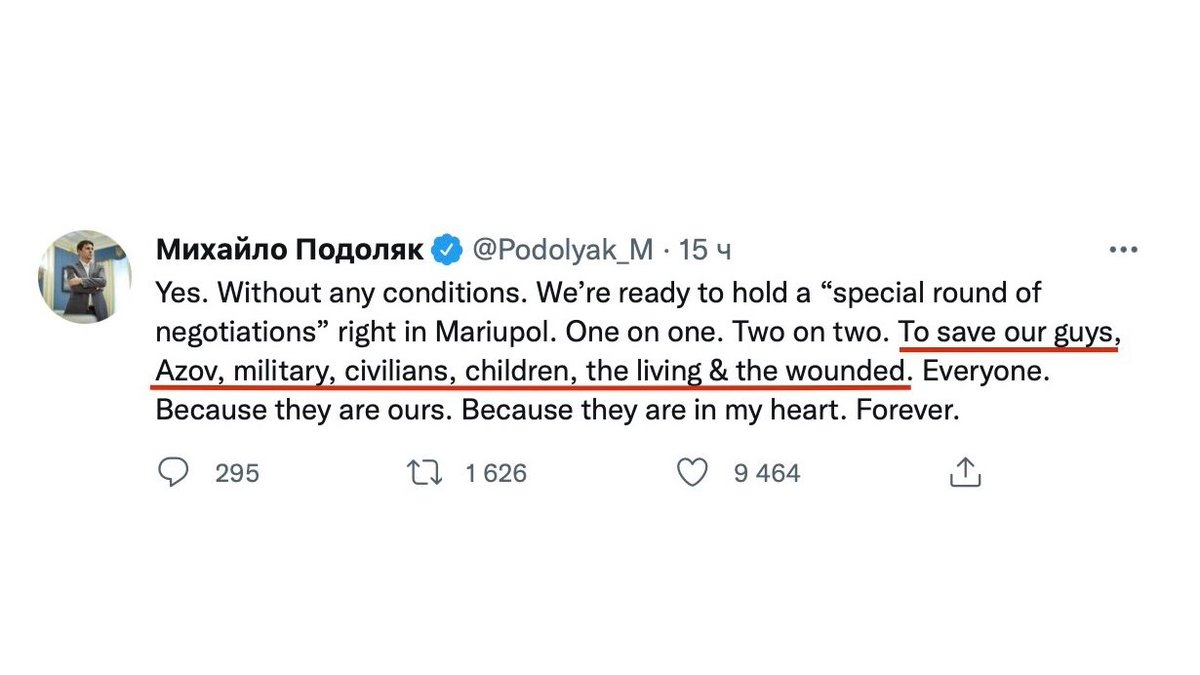 Михайло Подоляк @Podolyak_M · 15 ч
Yes. Without any conditions. We’re ready to hold a “special round of
negotiations” right in Mariupol. One on one. Two on two. To save our guys,
Azov, military, civilians, children, the living & the wounded. Everyone.
Because they are ours. Because they are in my heart. Forever.
295 1 626 9 464